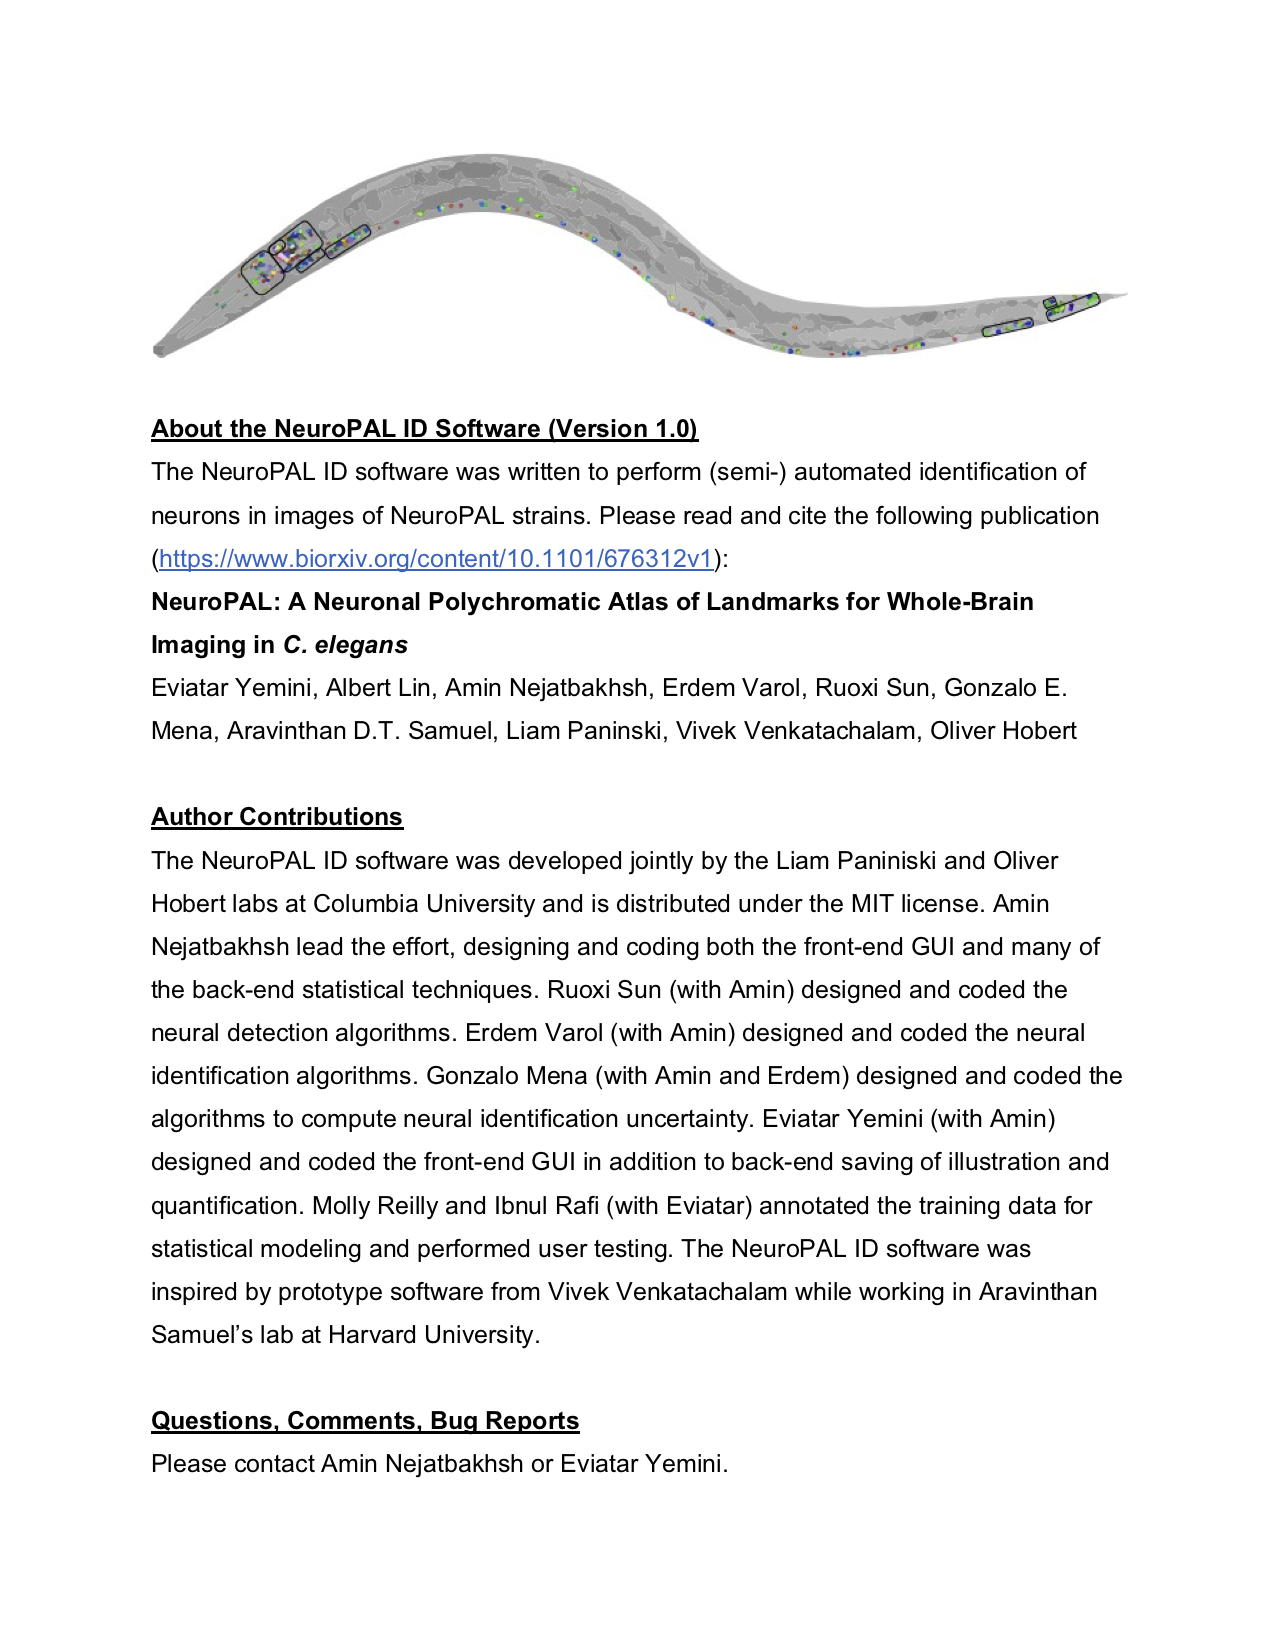 About the NeuroPAL ID Software (Version 1.0)
The NeuroPAL ID software was written to perform (semi-) automated identification of
neurons in images of NeuroPAL strains. Please read and cite the following publication
(https://www.biorxiv.org/content/10.1101/676312v1):
NeuroPAL: A Neuronal Polychromatic Atlas of Landmarks for Whole-Brain
Imaging in C. elegans
Eviatar Yemini, Albert Lin, Amin Nejatbakhsh, Erdem Varol, Ruoxi Sun, Gonzalo E.
Mena, Aravinthan D.T. Samuel, Liam Paninski, Vivek Venkatachalam, Oliver Hobert
Author Contributions
The NeuroPAL ID software was developed jointly by the Liam Paniniski and Oliver
Hobert labs at Columbia University and is distributed under the MIT license. Amin
Nejatbakhsh lead the effort, designing and coding both the front-end GUI and many of
the back-end statistical techniques. Ruoxi Sun (with Amin) designed and coded the
neural detection algorithms. Erdem Varol (with Amin) designed and coded the neural
identification algorithms. Gonzalo Mena (with Amin and Erdem) designed and coded the
algorithms to compute neural identification uncertainty. Eviatar Yemini (with Amin)
designed and coded the front-end GUI in addition to back-end saving of illustration and
quantification. Molly Reilly and Ibnul Rafi (with Eviatar) annotated the training data for
statistical modeling and performed user testing. The NeuroPAL ID software was
inspired by prototype software from Vivek Venkatachalam while working in Aravinthan
Samuel’s lab at Harvard University.
Questions, Comments, Bug Reports
Please contact Amin Nejatbakhsh or Eviatar Yemini.